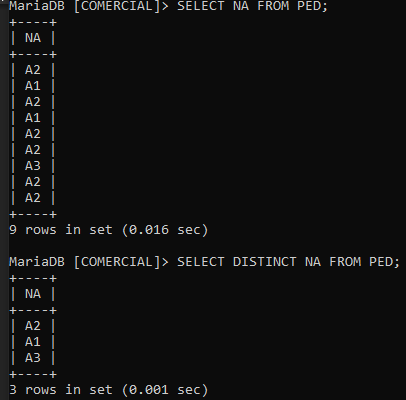 MariaDB [COMERCIAL]> SELECT NA FROM PED;
+----+
| NA |
+----+
| A2 |
| A1 |
| A2 |
| A1 |
| A2 |
| A2 |
| A3 |
| A2 |
| A2 |
+----+
9 rows in set (0.016 sec)

MariaDB [COMERCIAL]> SELECT DISTINCT NA FROM PED;
+----+
| NA |
+----+
| A2 |
| A1 |
| A3 |
+----+
3 rows in set (0.001 sec)